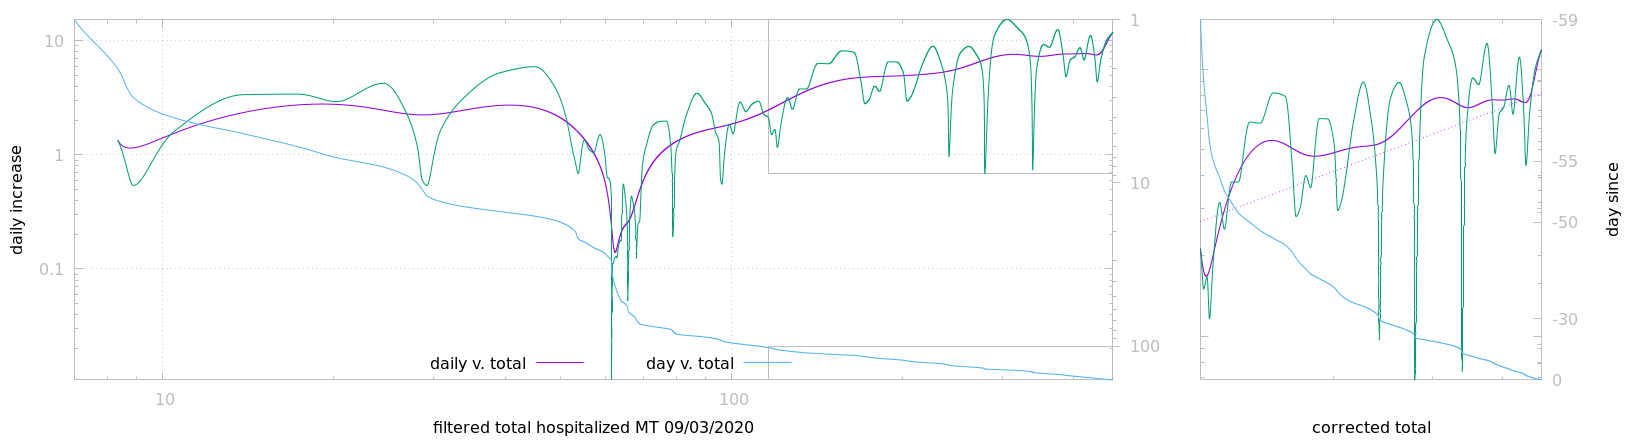 daily increase
10
1
0.1
1
10
100
daily v. total
day v. total
10
100
filtered total hospitalized MT 09/03/2020
-59
-55
-50
-30
0
day since
corrected total